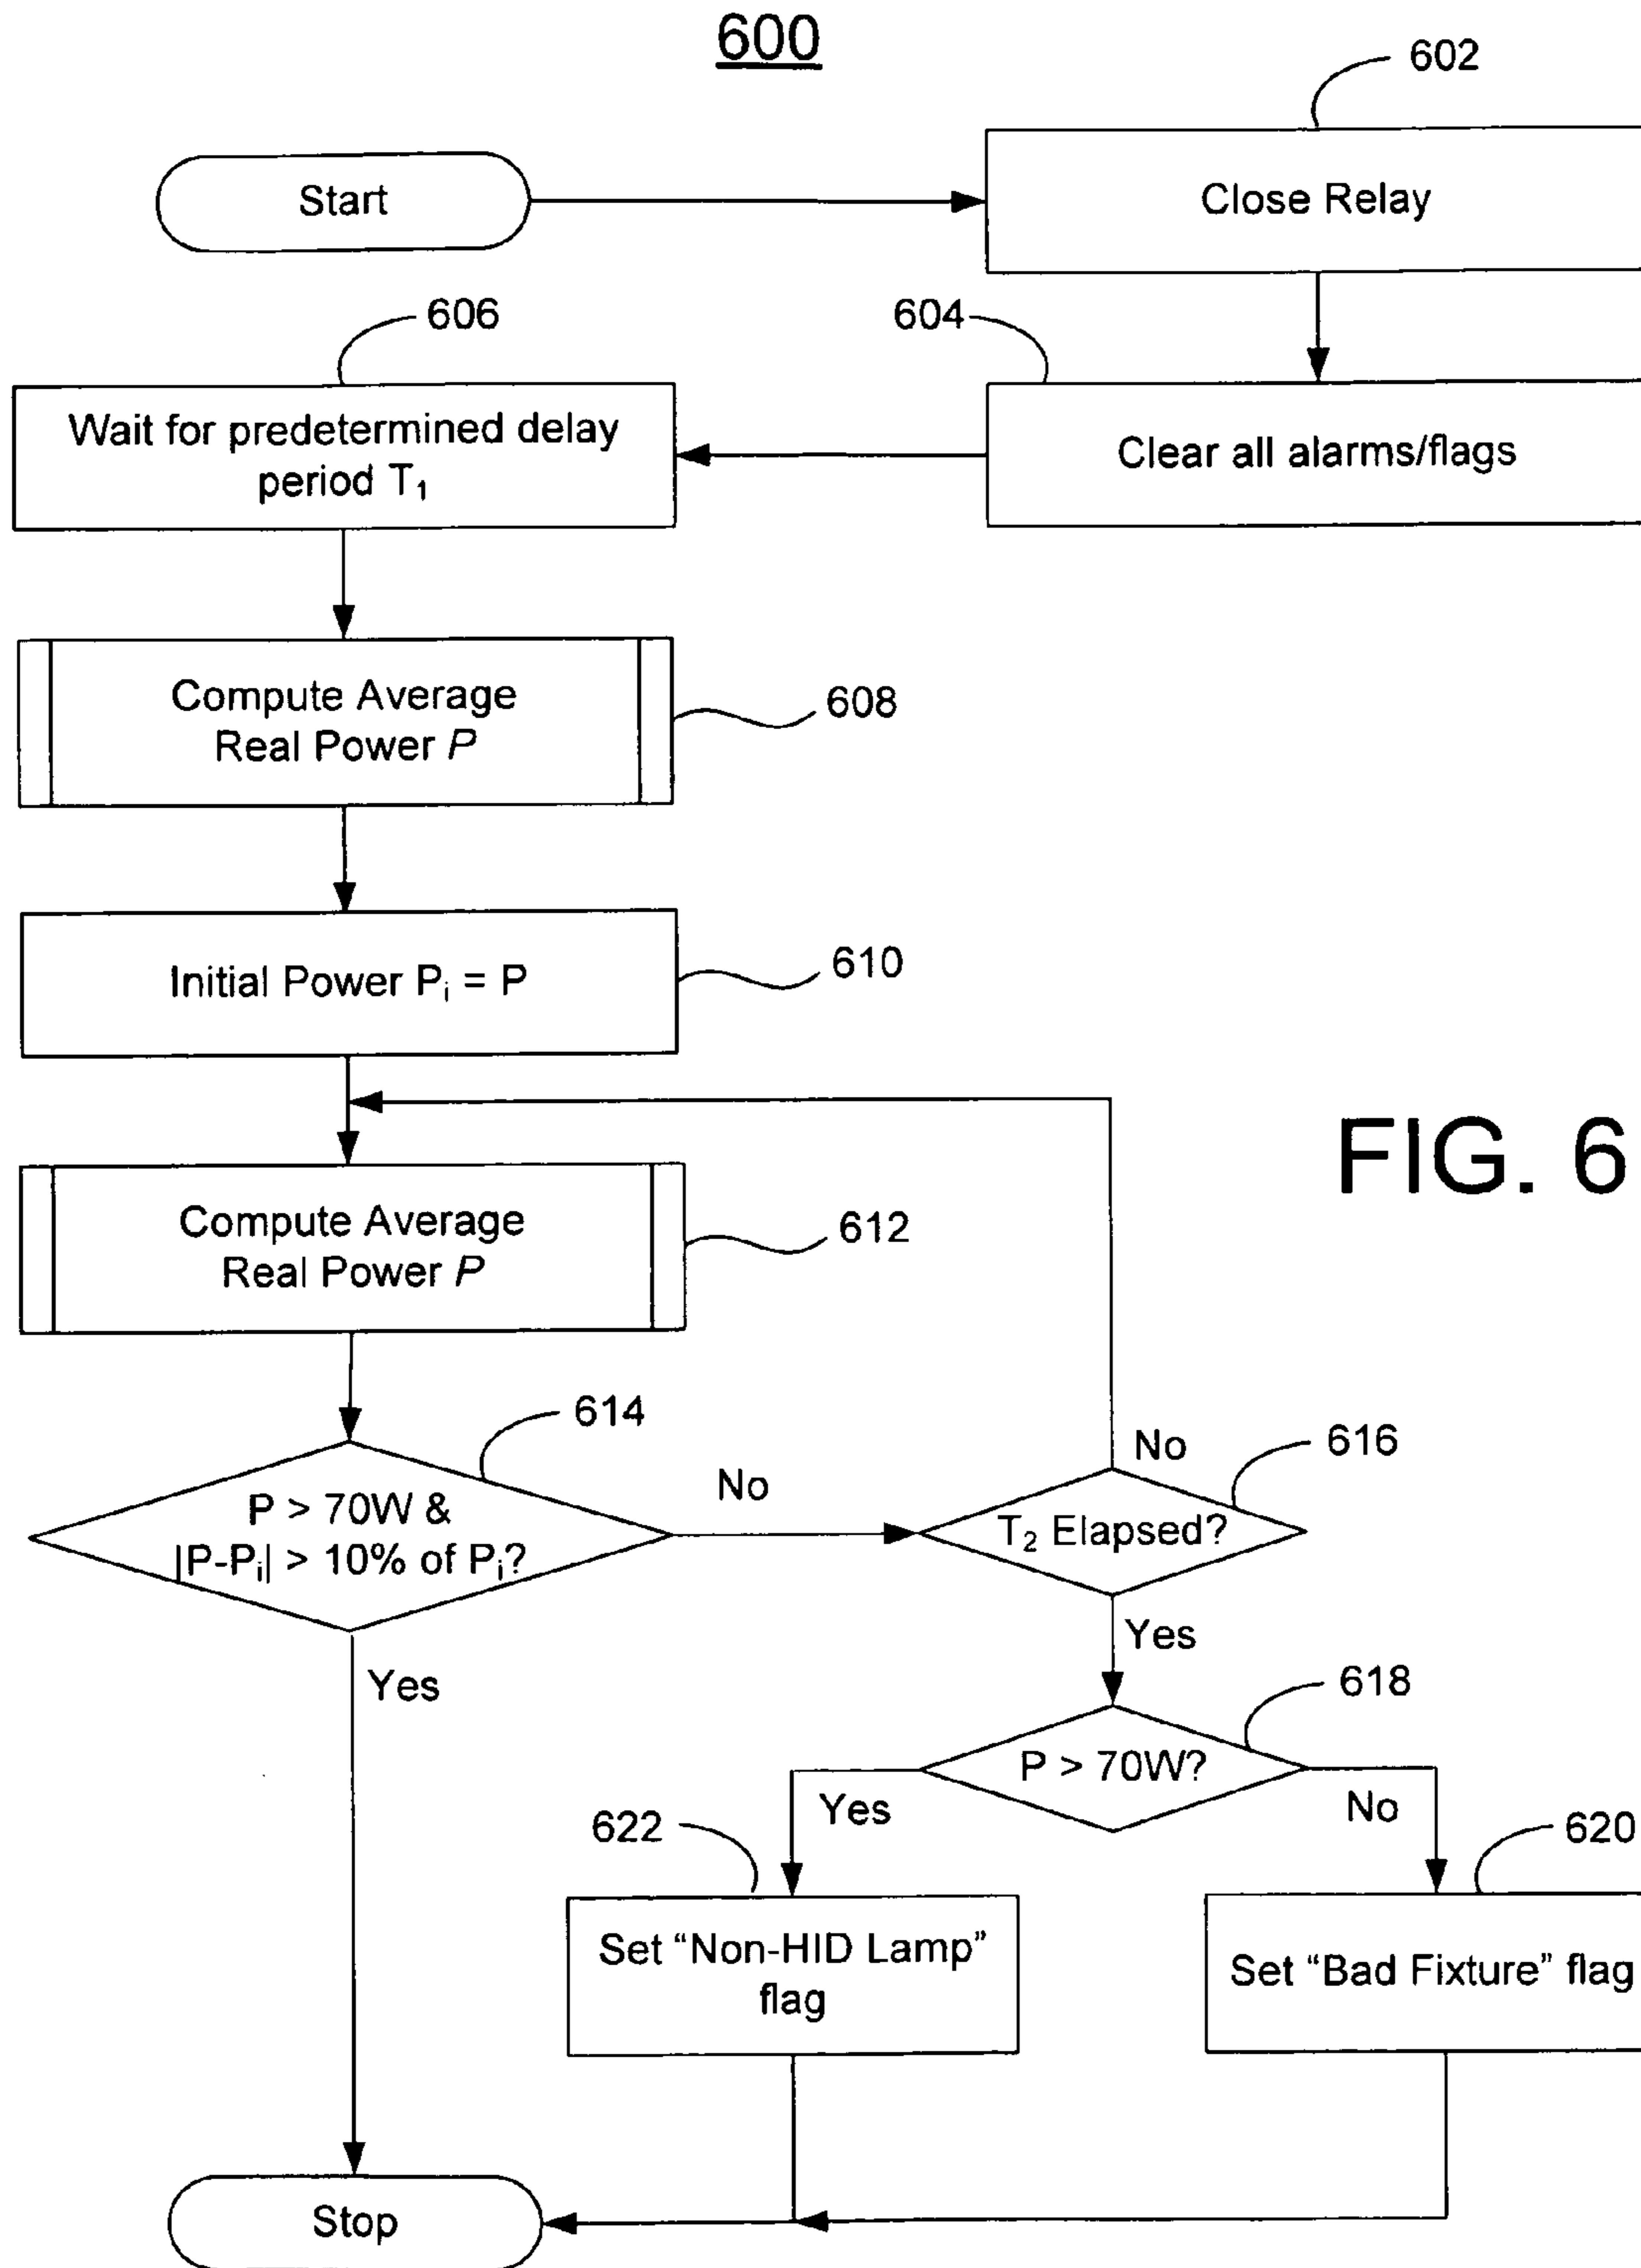 600
602
Start
Close Relay
606
604
Wait for predetermined delay
period T₁
Clear all alarms/flags
Compute Average
Real Power P
608
Initial Power Pᵢ = P
610
FIG. 6
Compute Average
Real Power P
612
614
616
P > 70W &
|P-Pᵢ| > 10% of Pᵢ?
No
No
T₂ Elapsed?
Yes
Yes
618
P > 70W?
Yes
No
622
620
Set “Non-HID Lamp”
flag
Set “Bad Fixture” flag
Stop